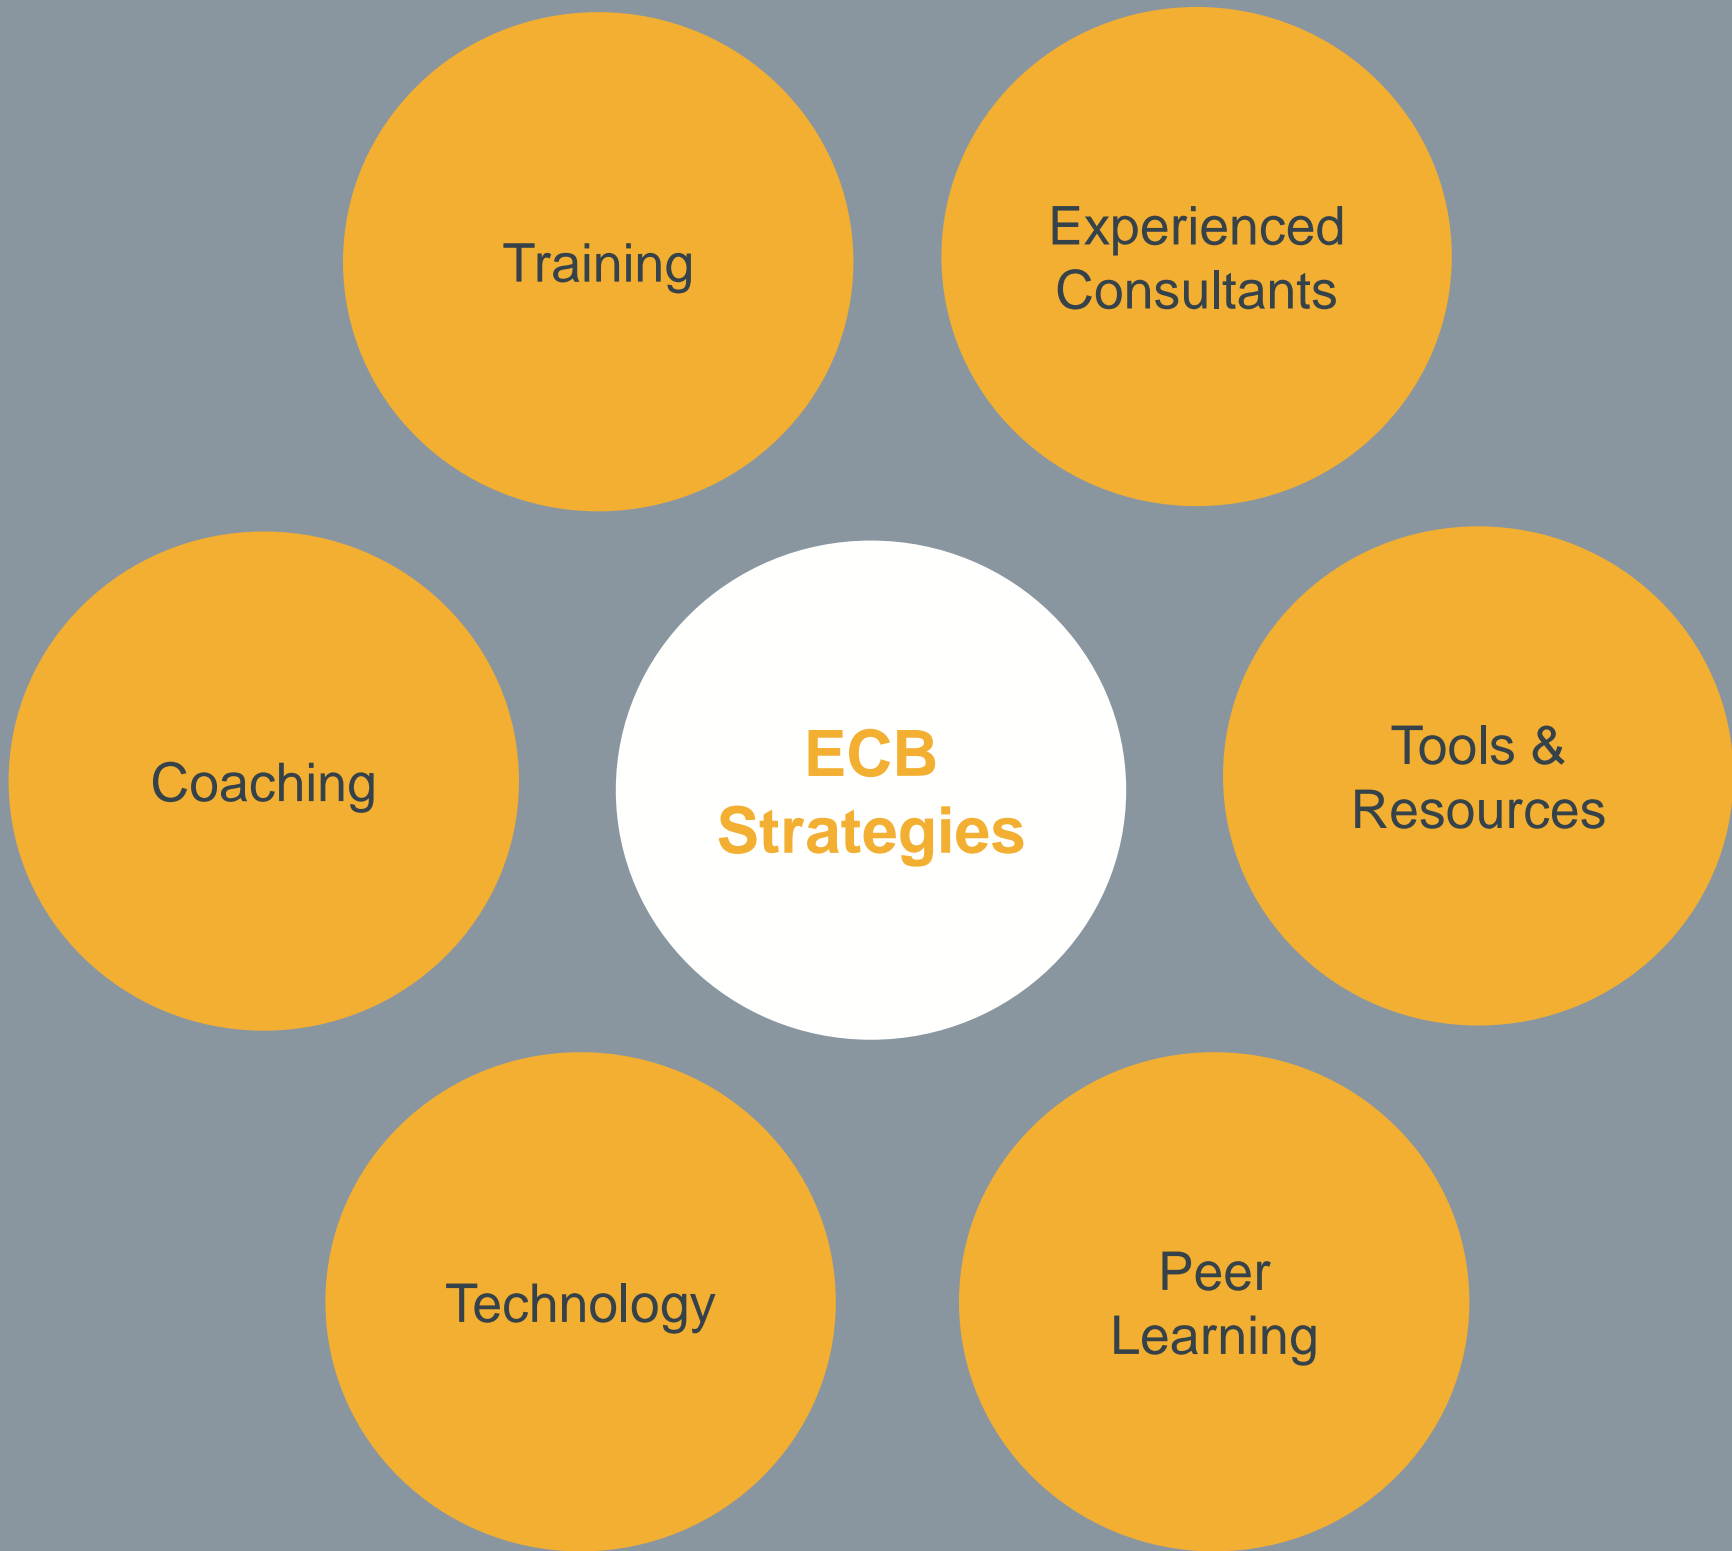 Training
Experienced
Consultants
Coaching
ECB
Strategies
Tools &
Resources
Technology
Peer
Learning